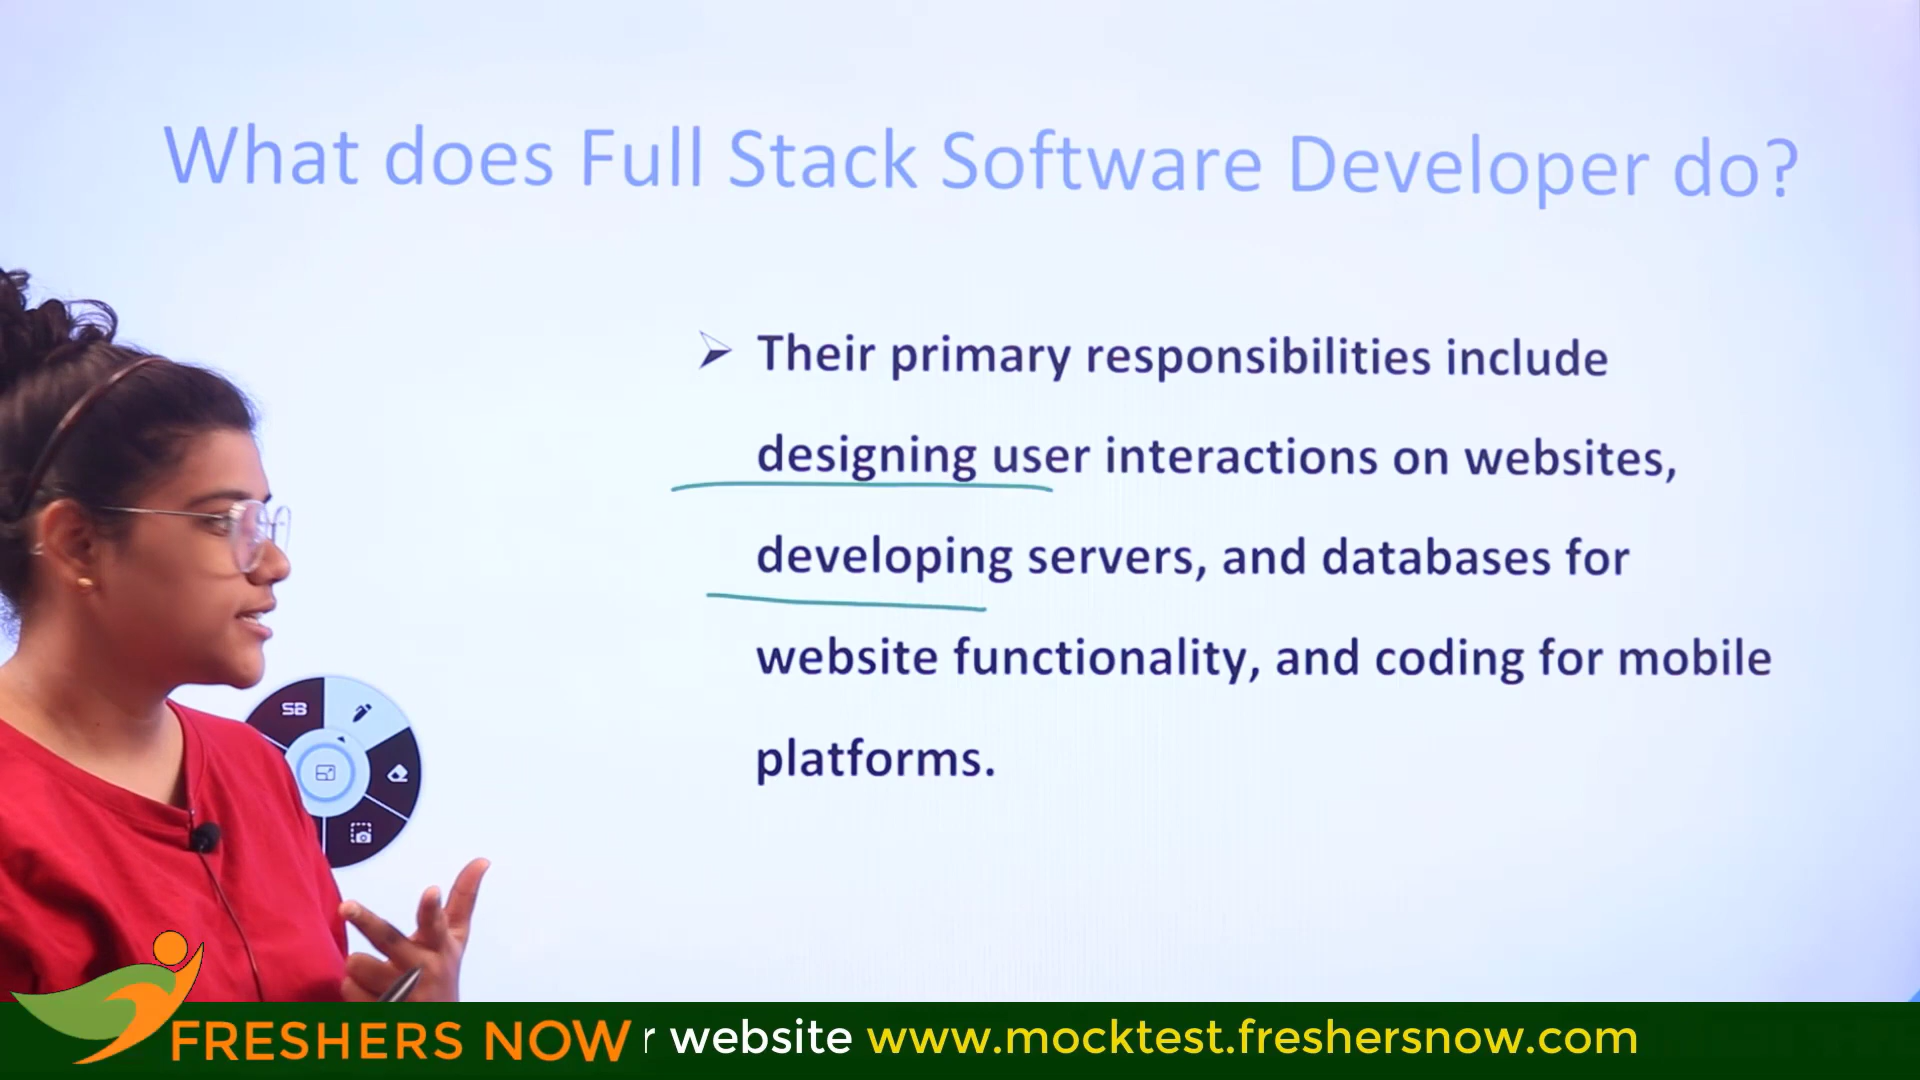 What does Full Stack Software Developer do?
➢ Their primary responsibilities include
designing user interactions on websites,
developing servers, and databases for
website functionality, and coding for mobile
platforms.
SB
FRESHERS NOW
r website www.mocktest.freshersnow.com